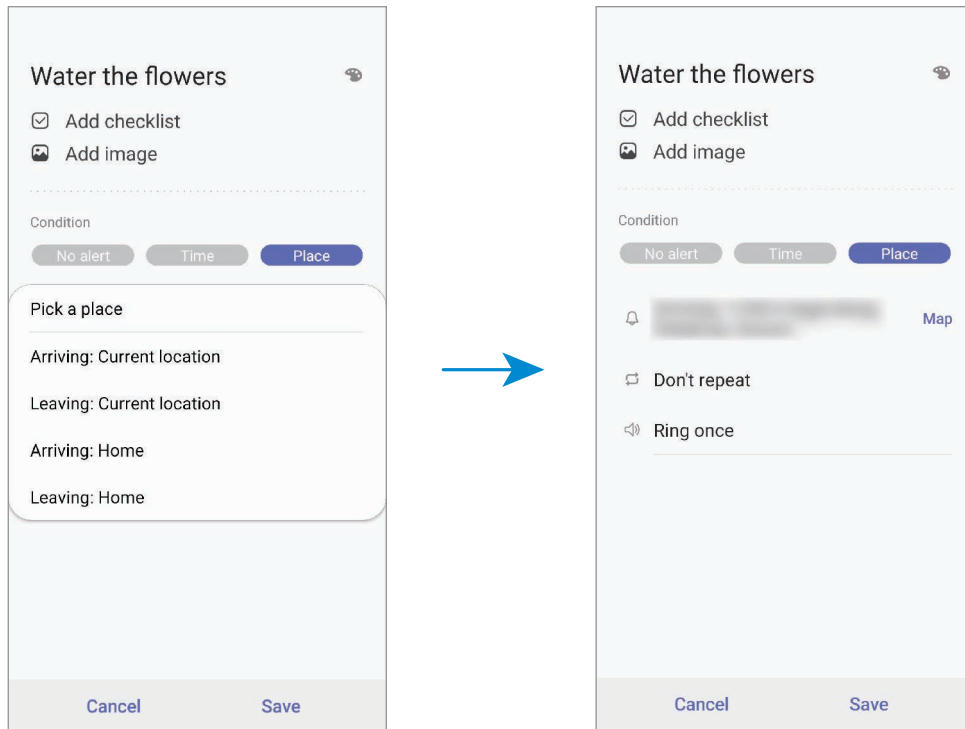 Water the flowers
Add checklist
Add image
Condition
No alert Time Place
Pick a place
Arriving: Current location
Leaving: Current location
Arriving: Home
Leaving: Home
Cancel Save
Water the flowers
Add checklist
Add image
Condition
No alert Time Place
Map
Don't repeat
Ring once
Cancel Save